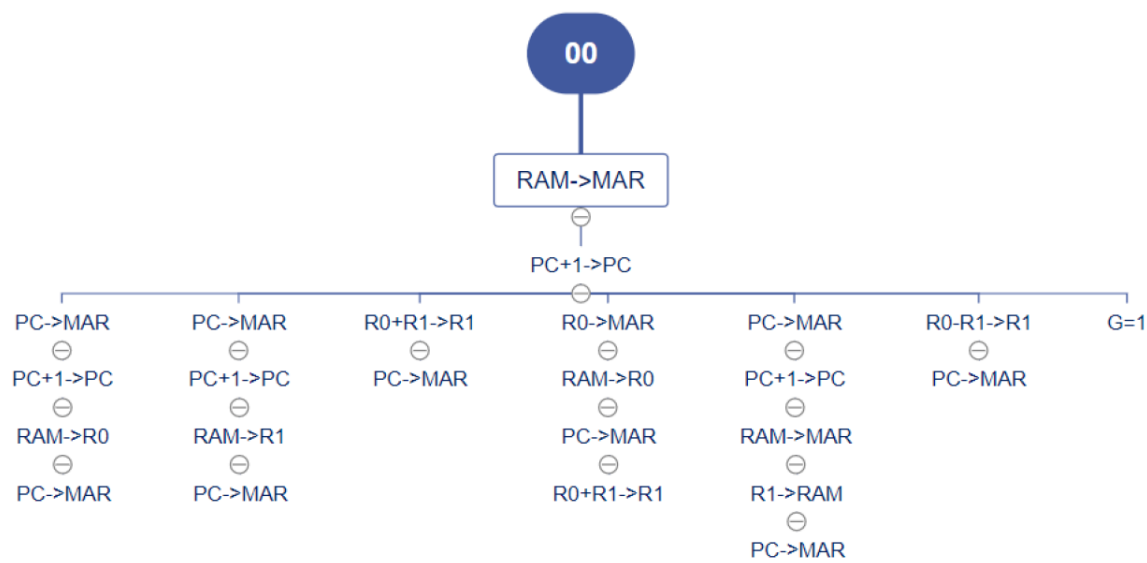 00
RAM->MAR
PC+1->PC
PC->MAR PC->MAR R0+R1->R1 R0->MAR PC->MAR R0-R1->R1 G=1
PC+1->PC PC+1->PC PC->MAR RAM->R0 PC+1->PC PC->MAR
RAM->R0 RAM->R1 PC->MAR RAM->MAR
PC->MAR PC->MAR R0+R1->R1 R1->RAM
PC->MAR